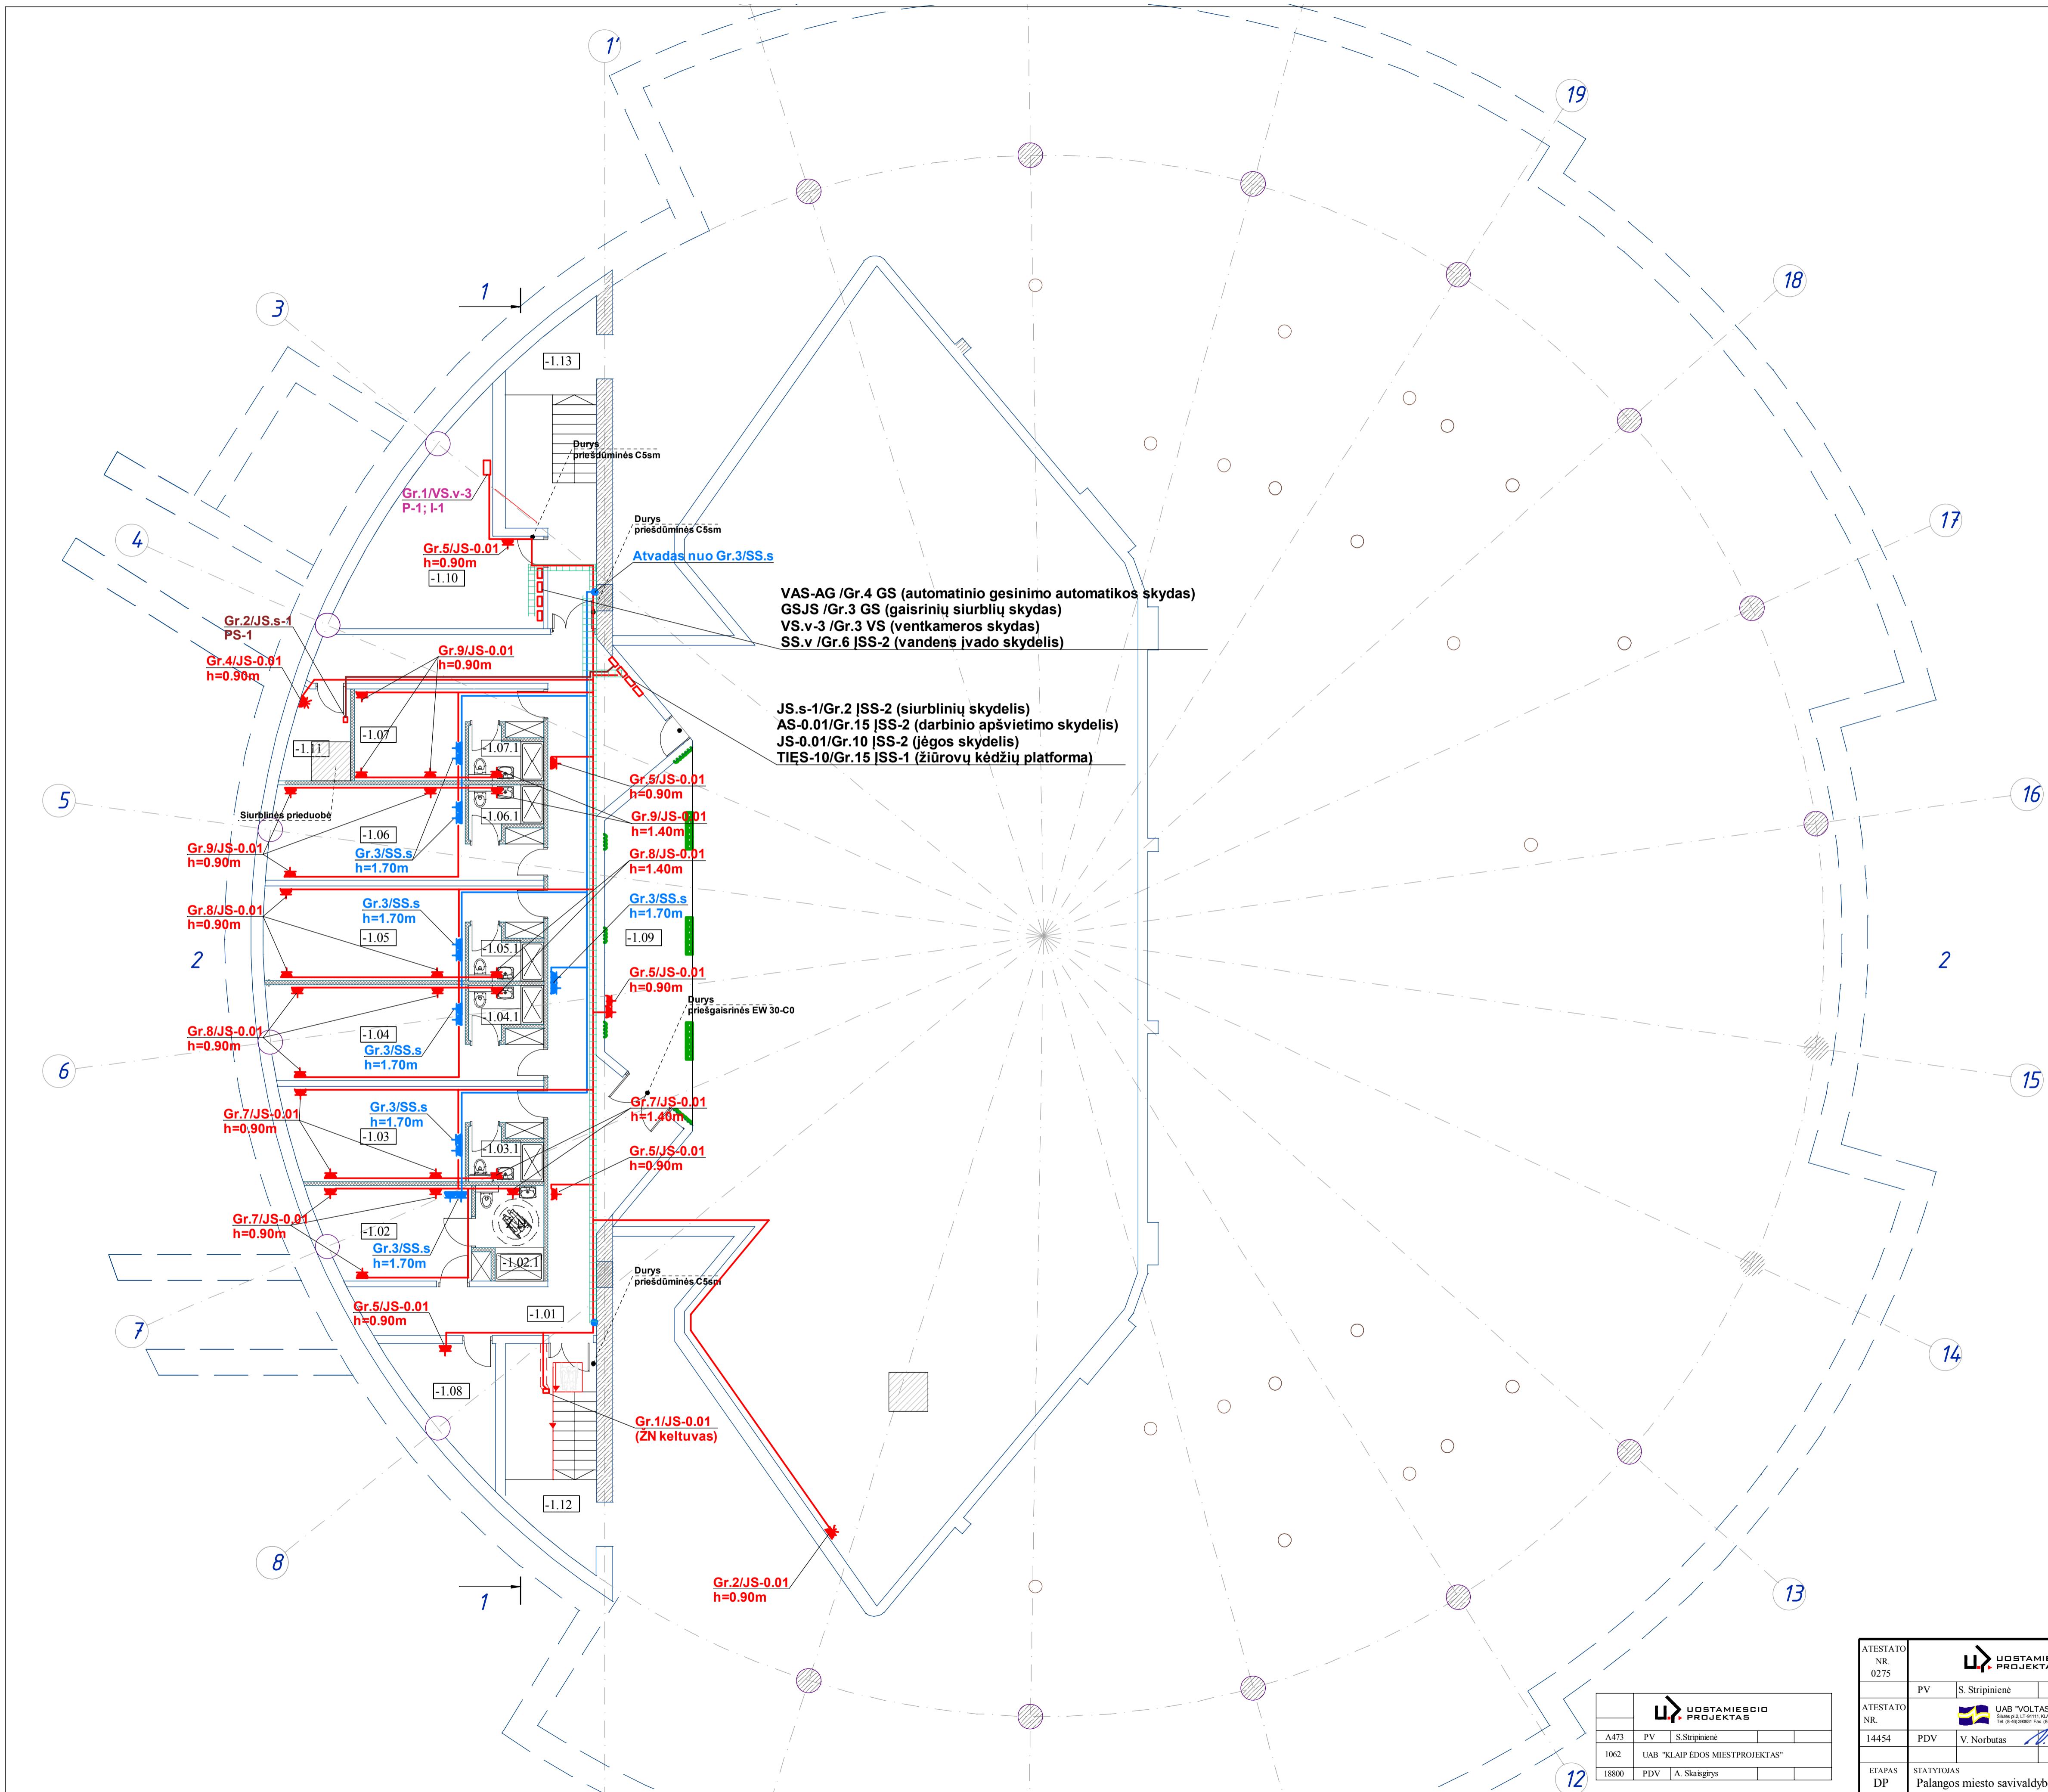 1'
19
18
17
16
15
14
13
12
3
4
5
6
7
8
1
1
2
2
-1.13
Durys
priešdūminės C5sm
Gr.1/VS.v-3
P-1; I-1
Durys
priešdūminės C5sm
Gr.5/JS-0.01
h=0.90m
-1.10
Atvadas nuo Gr.3/SS.s
VAS-AG /Gr.4 GS (automatinio gesinimo automatikos skydas)
GSJS /Gr.3 GS (gaisrinių siurblių skydas)
VS.v-3 /Gr.3 VS (ventkameros skydas)
SS.v /Gr.6 ĮSS-2 (vandens įvado skydelis)
Gr.2/JS.s-1
PS-1
Gr.4/JS-0.01
h=0.90m
Gr.9/JS-0.01
h=0.90m
JS.s-1/Gr.2 ĮSS-2 (siurblinių skydelis)
AS-0.01/Gr.15 ĮSS-2 (darbinio apšvietimo skydelis)
JS-0.01/Gr.10 ĮSS-2 (jėgos skydelis)
TIĘS-10/Gr.15 ĮSS-1 (žiūrovų kėdžių platforma)
-1.07
-1.11
-1.07.1
Gr.5/JS-0.01
h=0.90m
Siurblinės prieduobė
-1.06
-1.06.1
Gr.9/JS-0.01
h=1.40m
Gr.9/JS-0.01
h=0.90m
Gr.3/SS.s
h=1.70m
Gr.8/JS-0.01
h=1.40m
Gr.8/JS-0.01
h=0.90m
Gr.3/SS.s
h=1.70m
Gr.3/SS.s
h=1.70m
-1.05
-1.05.1
-1.09
Gr.5/JS-0.01
h=0.90m
Durys
priešgaisrinės EW 30-C0
-1.04.1
Gr.8/JS-0.01
h=0.90m
-1.04
Gr.3/SS.s
h=1.70m
Gr.7/JS-0.01
h=0.90m
Gr.3/SS.s
h=1.70m
Gr.7/JS-0.01
h=1.40m
-1.03
-1.03.1
Gr.5/JS-0.01
h=0.90m
Gr.7/JS-0.01
h=0.90m
-1.02
Gr.3/SS.s
h=1.70m
-1.02.1
Durys
priešdūminės C5sm
Gr.5/JS-0.01
h=0.90m
-1.01
-1.08
Gr.1/JS-0.01
(ŽN keltuvas)
-1.12
Gr.2/JS-0.01
h=0.90m
UOSTAMIESCIO
PROJEKTAS
A473 PV S.Stripinienė
1062 UAB "KLAIPĖDOS MIESTPROJEKTAS"
18800 PDV A. Skaisgirys
ATESTATO
NR.
0275
PV S. Stripinienė
ATESTATO
NR.
14454 PDV V. Norbutas
ETAPAS
DP
STATYTOJAS
Palangos miesto